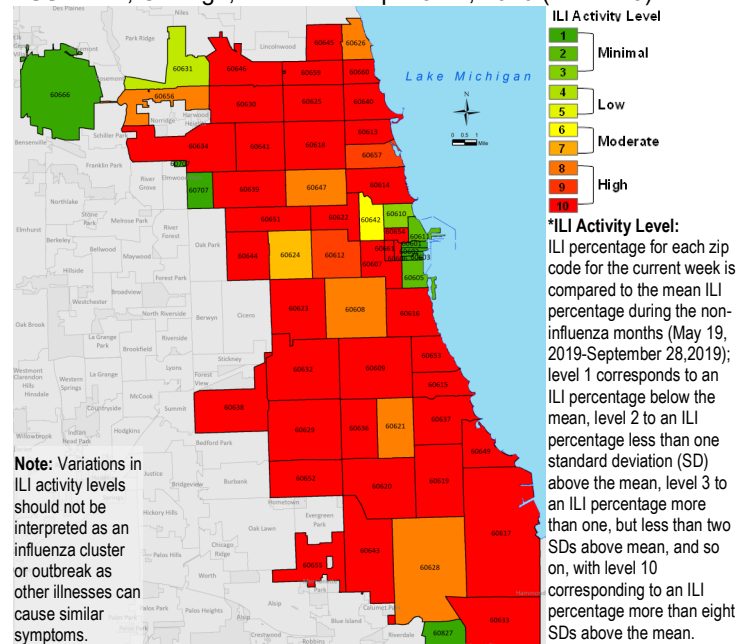 Des Plaines
Niles
Park Ridge
Lincolnwood
60645
60626
60631
60646
60659
60660
60666
60656
60630
60625
60640
Norridge
Harwood
Heights
Schiller Park
Bensenville
60634
60641
60618
60613
60657
Franklin Park
River
Grove
60707
60639
60647
60614
Northlake
Stone
Park
Melrose Park
River
Forest
60651
60622
60642
60610
60654
60611
Elmhurst
Berkeley
Bellwood
Maywood
Oak Park
60644
60624
60612
60661
60607
60605
Hillside
Forest Park
Westchester
Broadview
North Riverside
Berwyn
Cicero
60623
60608
60616
Oak Brook
La Grange
Park
Brookfield
Riverside
Stickney
Lyons
Forest
View
60632
60609
60653
60615
Westmont
Clarendon
Hills
Hinsdale
Western
Springs
La Grange
McCook
Countryside
Summit
60638
60629
60636
60621
60637
60649
Willowbrook
Indian
Head Park
Hodgkins
Bedford Park
Justice
Bridgeview
Burbank
60652
60620
60619
Hometown
Hickory Hills
Oak Lawn
Evergreen
Park
60617
Palos Hills
Chicago
Ridge
Worth
60655
60643
60628
Hammond
Palos Park
Palos Heights
Alsip
Blue Island
Calumet Park
60633
Crestwood
Robbins
Riverdale
60827
Lake Michigan
N
0 0.5 1
Mile
ILI Activity Level
1
2
3
Minimal
4
5
Low
6
7
Moderate
8
9
10
High
*ILI Activity Level:
ILI percentage for each zip
code for the current week is
compared to the mean ILI
percentage during the non-
influenza months (May 19,
2019-September 28,2019);
level 1 corresponds to an
ILI percentage below the
mean, level 2 to an ILI
percentage less than one
standard deviation (SD)
above the mean, level 3 to
an ILI percentage more
than one, but less than two
SDs above mean, and so
on, with level 10
corresponding to an ILI
percentage more than eight
SDs above the mean.
Note: Variations in
ILI activity levels
should not be
interpreted as an
influenza cluster
or outbreak as
other illnesses can
cause similar
symptoms.